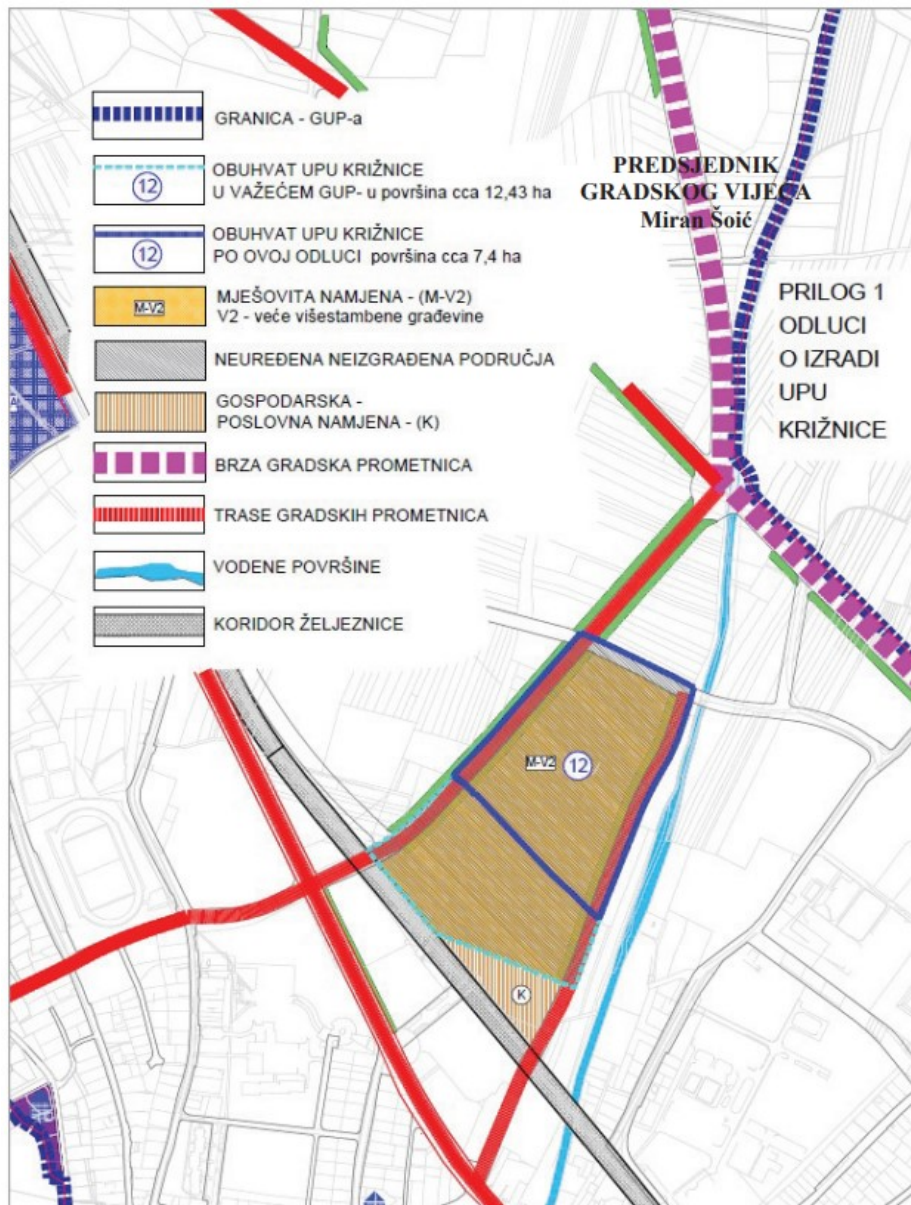 GRANICA - GUP-a
12
OBUHVAT UPU KRIŽNICE
U VAŽEĆEM GUP- u površina cca 12,43 ha
12
OBUHVAT UPU KRIŽNICE
PO OVOJ ODLUCI površina cca 7,4 ha
M-V2
MJEŠOVITA NAMJENA - (M-V2)
V2 - veće višestambene građevine
NEUREĐENA NEIZGRAĐENA PODRUČJA
GOSPODARSKA -
POSLOVNA NAMJENA - (K)
BRZA GRADSKA PROMETNICA
TRASE GRADSKIH PROMETNICA
VODENE POVRŠINE
KORIDOR ŽELJEZNICE
PREDSJEDNIK
GRADSKOG VIJEĆA
Miran Šoić
PRILOG 1
ODLUCI
O IZRADI
UPU
KRIŽNICE
M-V2 12
K